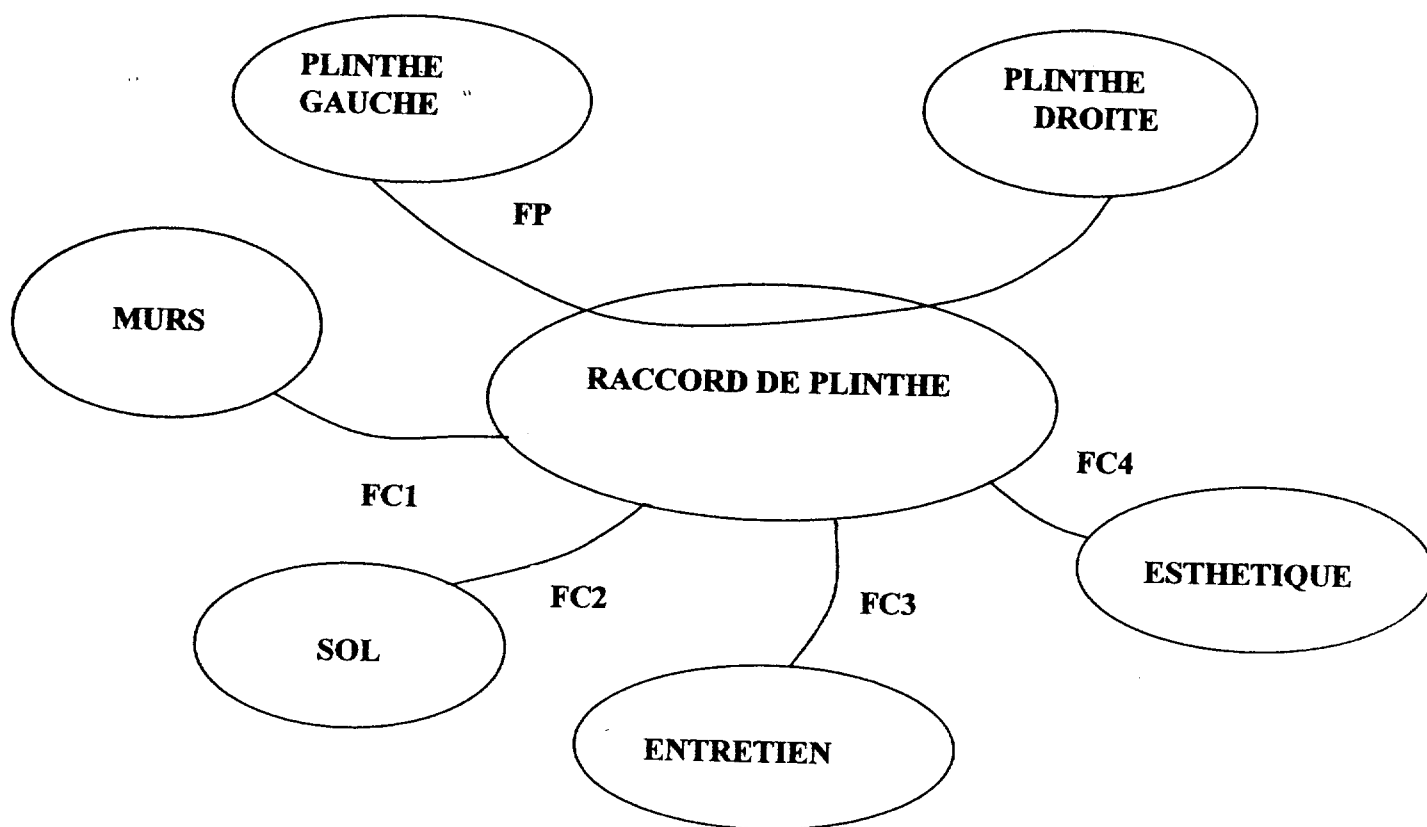 PLINTHE
GAUCHE
PLINTHE
DROITE
FP
MURS
RACCORD DE PLINTHE
FC1
FC4
ESTHETIQUE
FC2
FC3
SOL
ENTRETIEN